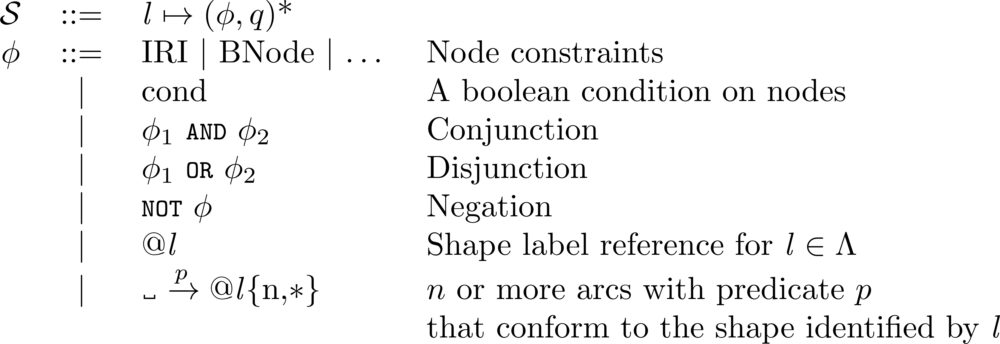 𝒮 ::= l ↦ (ϕ, q)*
ϕ ::= IRI | BNode | … Node constraints
| cond A boolean condition on nodes
| ϕ₁ AND ϕ₂ Conjunction
| ϕ₁ OR ϕ₂ Disjunction
| NOT ϕ Negation
| @l Shape label reference for l ∈ Λ
| ␣ —p→ @l{n,*} n or more arcs with predicate p
that conform to the shape identified by l